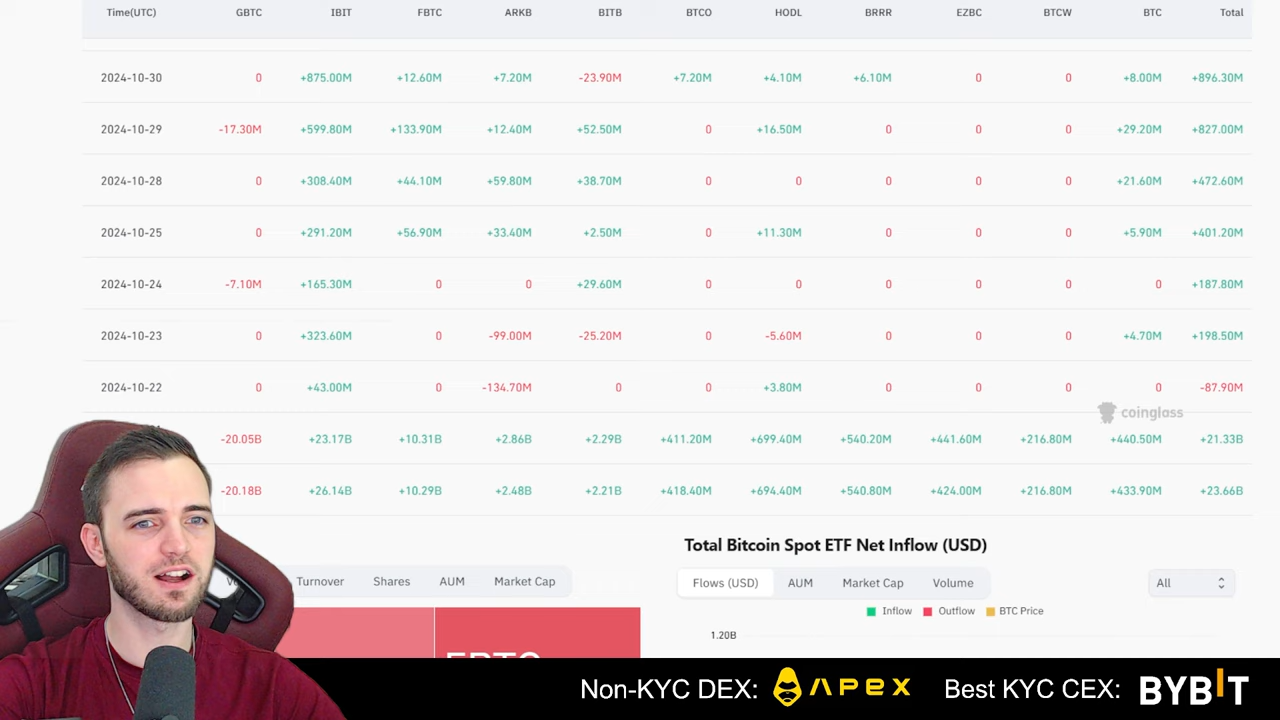 Time(UTC) GBTC IBIT FBTC ARKB BITB BTCO HODL BRRR EZBC BTCW BTC Total
2024-10-30 0 +875.00M +12.60M +7.20M -23.90M +7.20M +4.10M +6.10M 0 0 +8.00M +896.30M
2024-10-29 -17.30M +599.80M +133.90M +12.40M +52.50M 0 +16.50M 0 0 0 +29.20M +827.00M
2024-10-28 0 +308.40M +44.10M +59.80M +38.70M 0 0 0 0 0 +21.60M +472.60M
2024-10-25 0 +291.20M +56.90M +33.40M +2.50M 0 +11.30M 0 0 0 +5.90M +401.20M
2024-10-24 -7.10M +165.30M 0 0 +29.60M 0 0 0 0 0 0 +187.80M
2024-10-23 0 +323.60M 0 -99.00M -25.20M 0 -5.60M 0 0 0 +4.70M +198.50M
2024-10-22 0 +43.00M 0 -134.70M 0 0 +3.80M 0 0 0 0 -87.90M
coinglass
-20.05B +23.17B +10.31B +2.86B +2.29B +411.20M +699.40M +540.20M +441.60M +216.80M +440.50M +21.33B
-20.18B +26.14B +10.29B +2.48B +2.21B +418.40M +694.40M +540.80M +424.00M +216.80M +433.90M +23.66B
Total Bitcoin Spot ETF Net Inflow (USD)
Turnover Shares AUM Market Cap
Flows (USD) AUM Market Cap Volume All
Inflow Outflow BTC Price
1.20B
Non-KYC DEX: APEX Best KYC CEX: BYBIT